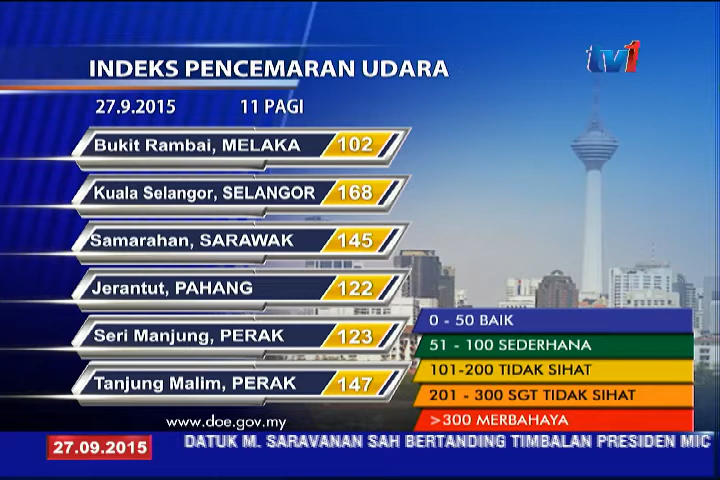 INDEKS PENCEMARAN UDARA
tv1
27.9.2015 11 PAGI
Bukit Rambai, MELAKA 102
Kuala Selangor, SELANGOR 168
Samarahan, SARAWAK 145
Jerantut, PAHANG 122
Seri Manjung, PERAK 123
Tanjung Malim, PERAK 147
0 - 50 BAIK
51 - 100 SEDERHANA
101-200 TIDAK SIHAT
201 - 300 SGT TIDAK SIHAT
>300 MERBAHAYA
www.doe.gov.my
27.09.2015 DATUK M. SARAVANAN SAH BERTANDING TIMBALAN PRESIDEN MIC